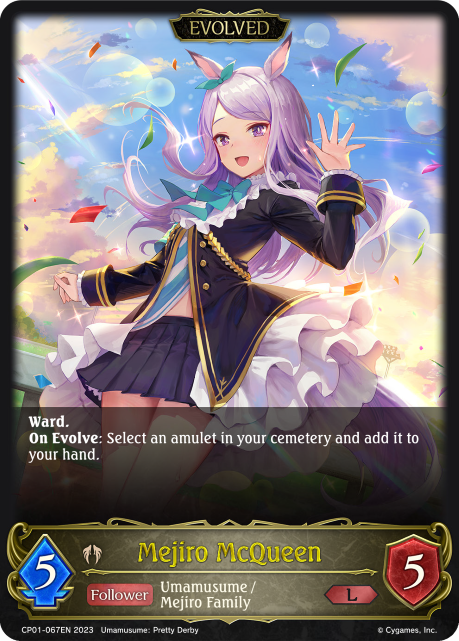 EVOLVED
Ward.
On Evolve: Select an amulet in your cemetery and add it to
your hand.
Mejiro McQueen
5
Follower
Umamusume /
Mejiro Family
L
5
CP01-067EN 2023 Umamusume: Pretty Derby
© Cygames, Inc.